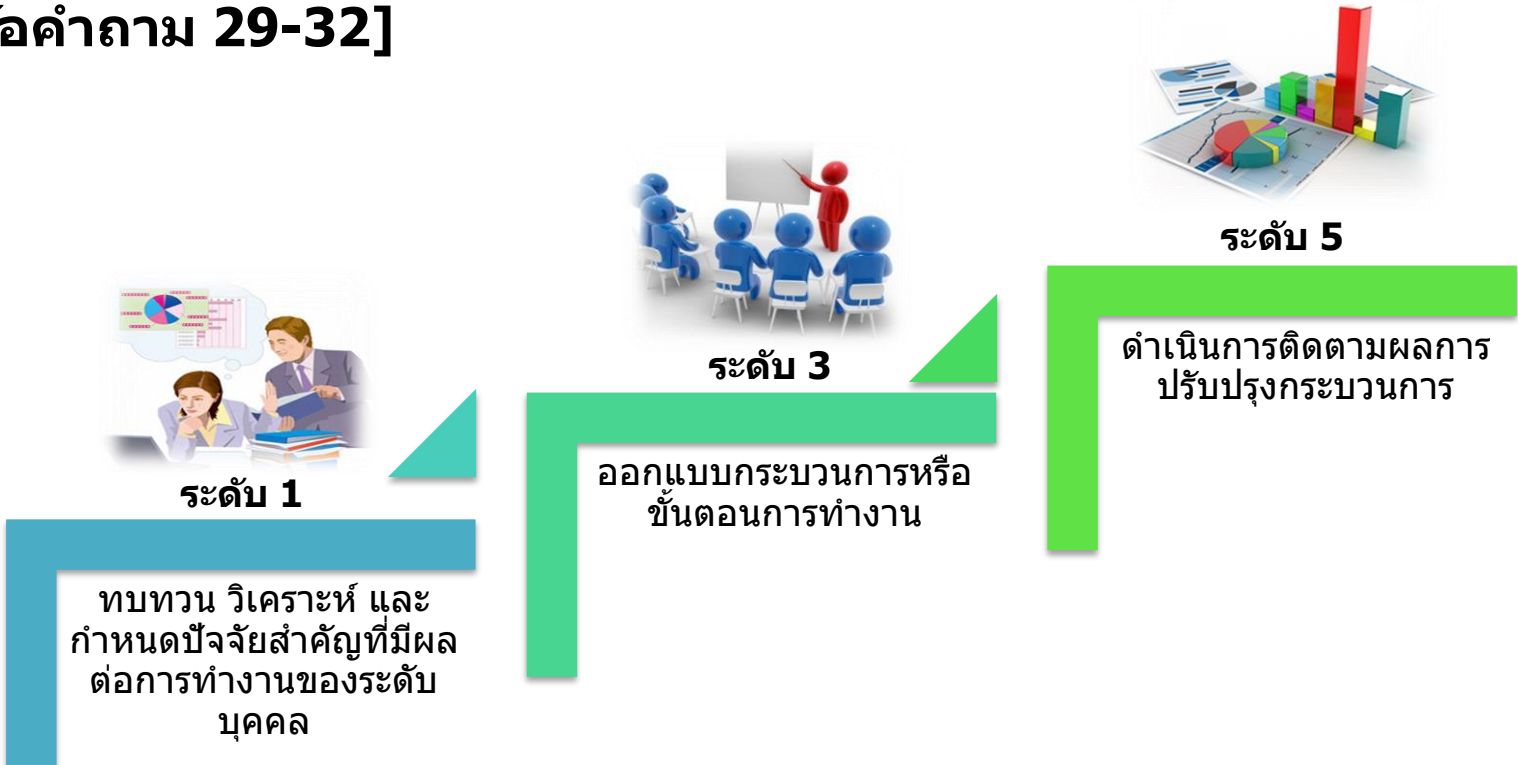 อคำถาม 29-32]
ระดับ 1
ทบทวน วิเคราะห์ และ
กำหนดปัจจัยสำคัญที่มีผล
ต่อการทำงานของระดับ
บุคคล
ระดับ 3
ออกแบบกระบวนการหรือ
ขั้นตอนการทำงาน
ระดับ 5
ดำเนินการติดตามผลการ
ปรับปรุงกระบวนการ